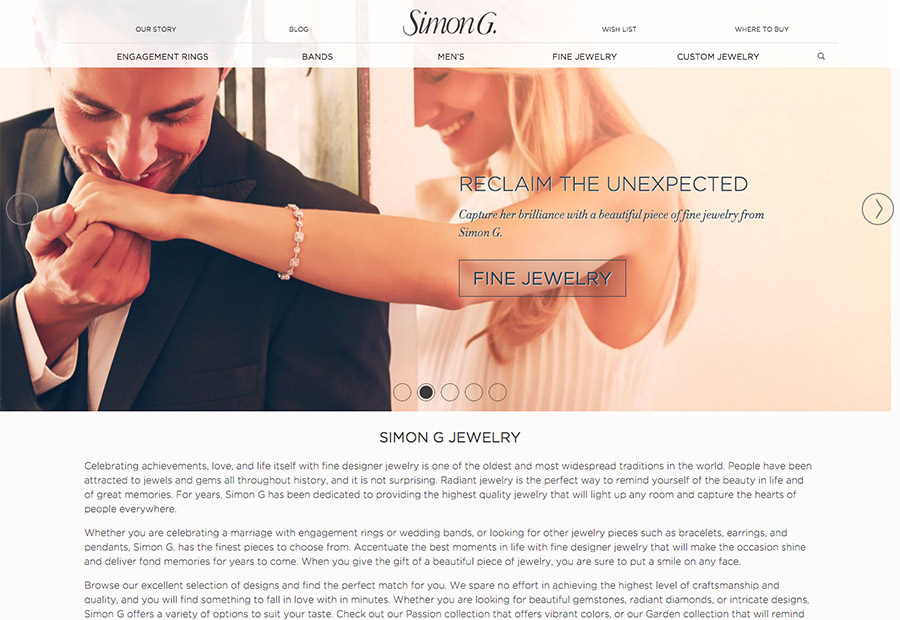 Simon G.
OUR STORY BLOG WISH LIST WHERE TO BUY
ENGAGEMENT RINGS BANDS MEN'S FINE JEWELRY CUSTOM JEWELRY
RECLAIM THE UNEXPECTED
Capture her brilliance with a beautiful piece of fine jewelry from
Simon G.
FINE JEWELRY
SIMON G JEWELRY
Celebrating achievements, love, and life itself with fine designer jewelry is one of the oldest and most widespread traditions in the world. People have been
attracted to jewels and gems all throughout history, and it is not surprising. Radiant jewelry is the perfect way to remind yourself of the beauty in life and
of great memories. For years, Simon G has been dedicated to providing the highest quality jewelry that will light up any room and capture the hearts of
people everywhere.
Whether you are celebrating a marriage with engagement rings or wedding bands, or looking for other jewelry pieces such as bracelets, earrings, and
pendants, Simon G. has the finest pieces to choose from. Accentuate the best moments in life with fine designer jewelry that will make the occasion shine
and deliver fond memories for years to come. When you give the gift of a beautiful piece of jewelry, you are sure to put a smile on any face.
Browse our excellent selection of designs and find the perfect match for you. We spare no effort in achieving the highest level of craftsmanship and
quality, and you will find something to fall in love with in minutes. Whether you are looking for beautiful gemstones, radiant diamonds, or intricate designs,
Simon G offers a variety of options to suit your taste. Check out our Passion collection that offers vibrant colors, or our Garden collection that will remind